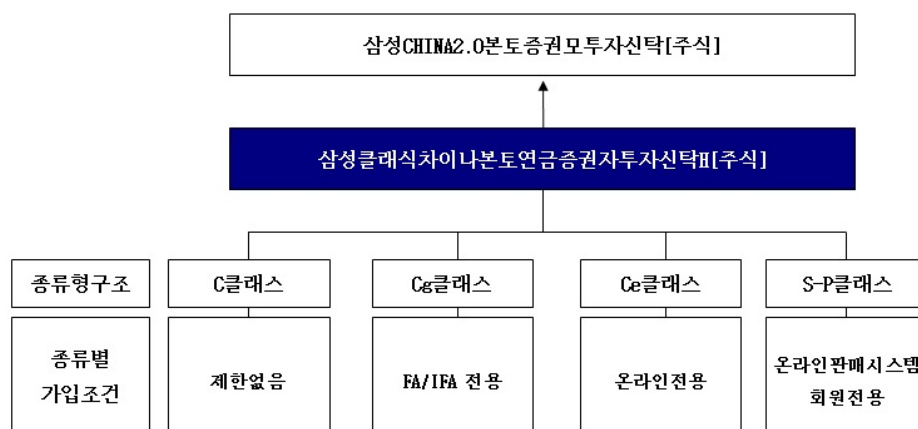 삼성CHINA2.0본토증권모투자신탁[주식]
삼성클래식차이나본토연금증권자투자신탁Ⅱ[주식]
종류형구조
C클래스
Cg클래스
Ce클래스
S-P클래스
종류별
가입조건
제한없음
FA/IFA 전용
온라인전용
온라인판매시스템
회원전용